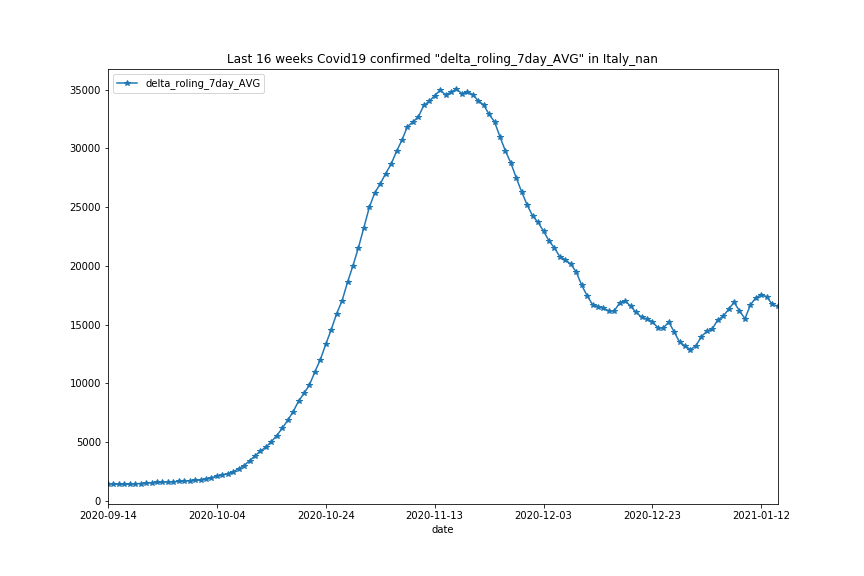 Last 16 weeks Covid19 confirmed "delta_roling_7day_AVG" in Italy_nan
delta_roling_7day_AVG
35000
30000
25000
20000
15000
10000
5000
0
2020-09-14 2020-10-04 2020-10-24 2020-11-13 2020-12-03 2020-12-23 2021-01-12
date